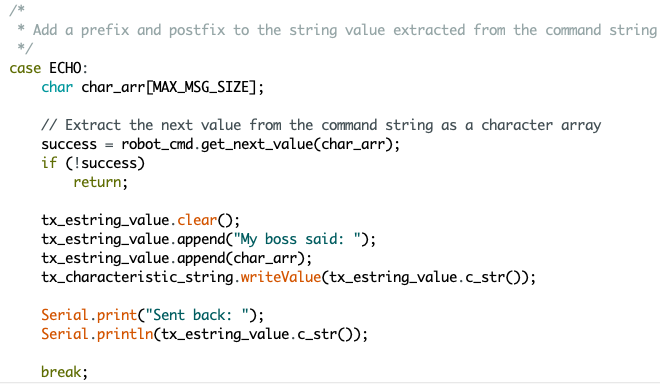 /*
 * Add a prefix and postfix to the string value extracted from the command string
 */
case ECHO:
    char char_arr[MAX_MSG_SIZE];

    // Extract the next value from the command string as a character array
    success = robot_cmd.get_next_value(char_arr);
    if (!success)
        return;

    tx_estring_value.clear();
    tx_estring_value.append("My boss said: ");
    tx_estring_value.append(char_arr);
    tx_characteristic_string.writeValue(tx_estring_value.c_str());

    Serial.print("Sent back: ");
    Serial.println(tx_estring_value.c_str());

    break;